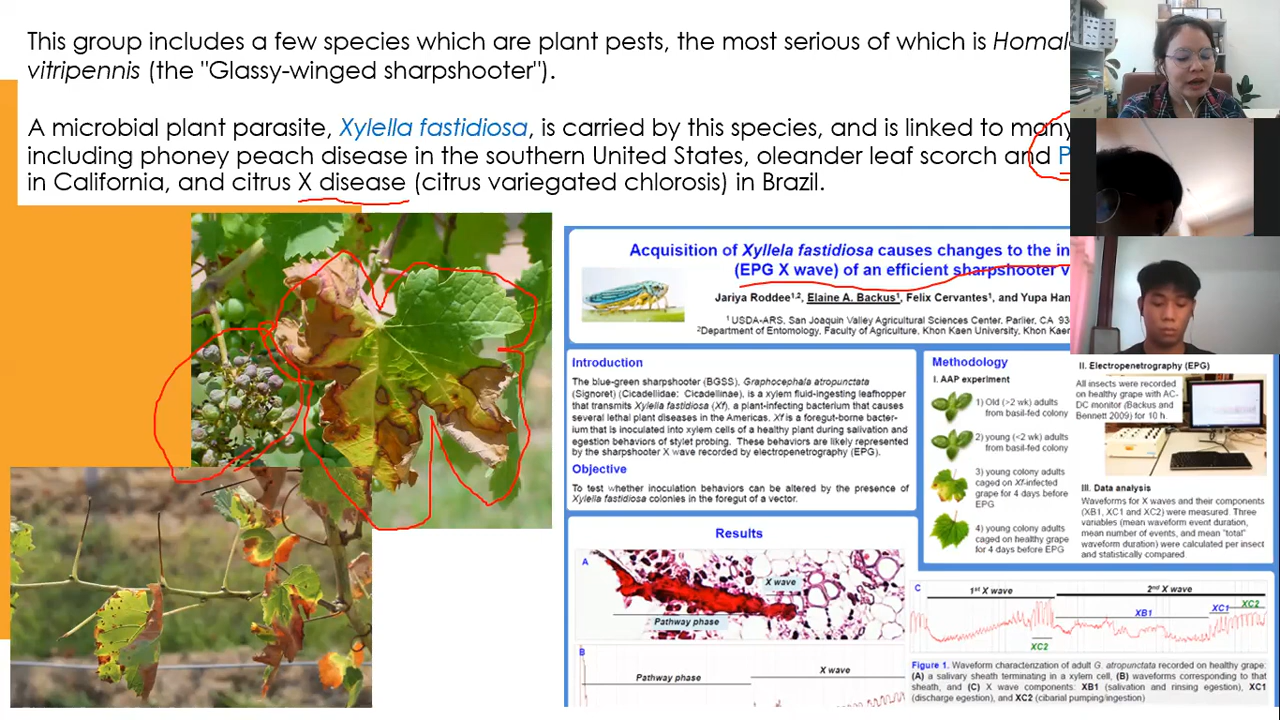 This group includes a few species which are plant pests, the most serious of which is Homal
vitripennis (the "Glassy-winged sharpshooter").
A microbial plant parasite, Xylella fastidiosa, is carried by this species, and is linked to many
including phoney peach disease in the southern United States, oleander leaf scorch and P
in California, and citrus X disease (citrus variegated chlorosis) in Brazil.
Acquisition of Xyllela fastidiosa causes changes to the in
(EPG X wave) of an efficient sharpshooter v
Jariya Roddee1,2, Elaine A. Backus1, Felix Cervantes1, and Yupa Han
1 USDA-ARS, San Joaquin Valley Agricultural Sciences Center, Parlier, CA 93
2Department of Entomology, Faculty of Agriculture, Khon Kaen University, Khon Kaen
Introduction
The blue-green sharpshooter (BGSS), Graphocephala atropunctata
(Signoret) (Cicadellidae: Cicadellinae), is a xylem fluid-ingesting leafhopper
that transmits Xylella fastidiosa (Xf), a plant-infecting bacterium that causes
several lethal plant diseases in the Americas. Xf is a foregut-borne bacter-
ium that is inoculated into xylem cells of a healthy plant during salivation and
egestion behaviors of stylet probing. These behaviors are likely represented
by the sharpshooter X wave recorded by electropenetrography (EPG).
Objective
To test whether inoculation behaviors can be altered by the presence of
Xylella fastidiosa colonies in the foregut of a vector.
Methodology
I. AAP experiment
1) Old (>2 wk) adults
from basil-fed colony
2) young (<2 wk) adults
from basil-fed colony
3) young colony adults
caged on Xf-infected
grape for 4 days before
EPG
4) young colony adults
caged on healthy grape
for 4 days before EPG
II. Electropenetrography (EPG)
All insects were recorded
on healthy grape with AC-
DC monitor (Backus and
Bennett 2009) for 10 h.
III. Data analysis
Waveforms for X waves and their components
(XB1, XC1 and XC2) were measured. Three
variables (mean waveform event duration,
mean number of events, and mean "total"
waveform duration) were calculated per insect
and statistically compared.
Results
A
X wave
Pathway phase
B
Pathway phase
X wave
C
1st X wave
2nd X wave
XB1
XC1
XC2
XC2
Figure 1. Waveform characterization of adult G. atropunctata recorded on healthy grape:
(A) a salivary sheath terminating in a xylem cell, (B) waveforms corresponding to that
sheath, and (C) X wave components: XB1 (salivation and rinsing egestion), XC1
(discharge egestion), and XC2 (cibarial pumping/ingestion)